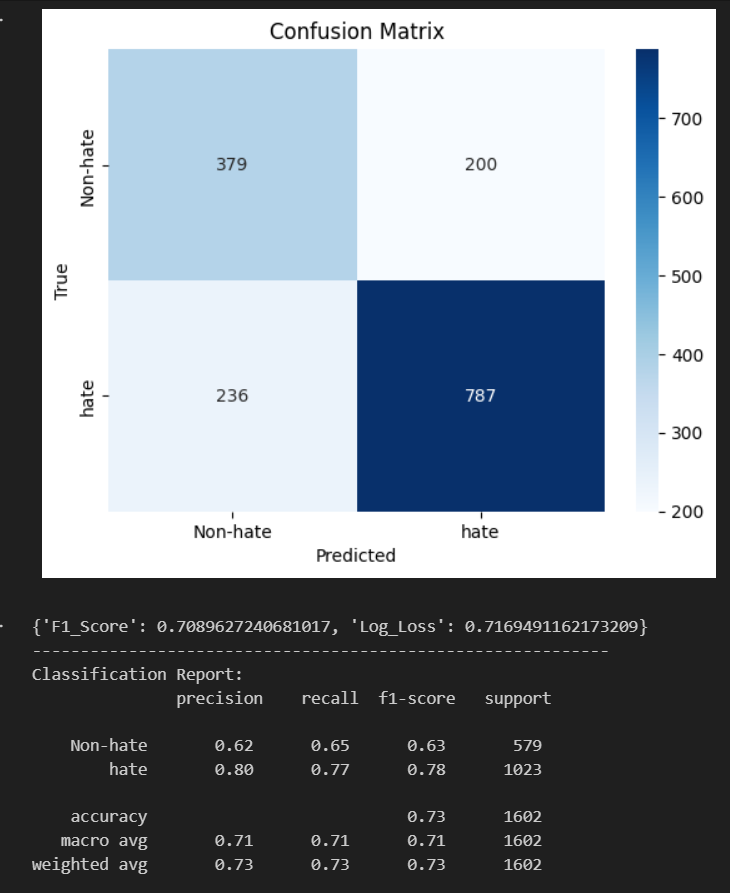 Confusion Matrix
Non-hate
379
200
700
600
500
400
300
200
True
hate
236
787
Non-hate
hate
Predicted
{'F1_Score': 0.7089627240681017, 'Log_Loss': 0.7169491162173209}
------------------------------------------------------------
Classification Report:
precision recall f1-score support
Non-hate 0.62 0.65 0.63 579
hate 0.80 0.77 0.78 1023
accuracy 0.73 1602
macro avg 0.71 0.71 0.71 1602
weighted avg 0.73 0.73 0.73 1602